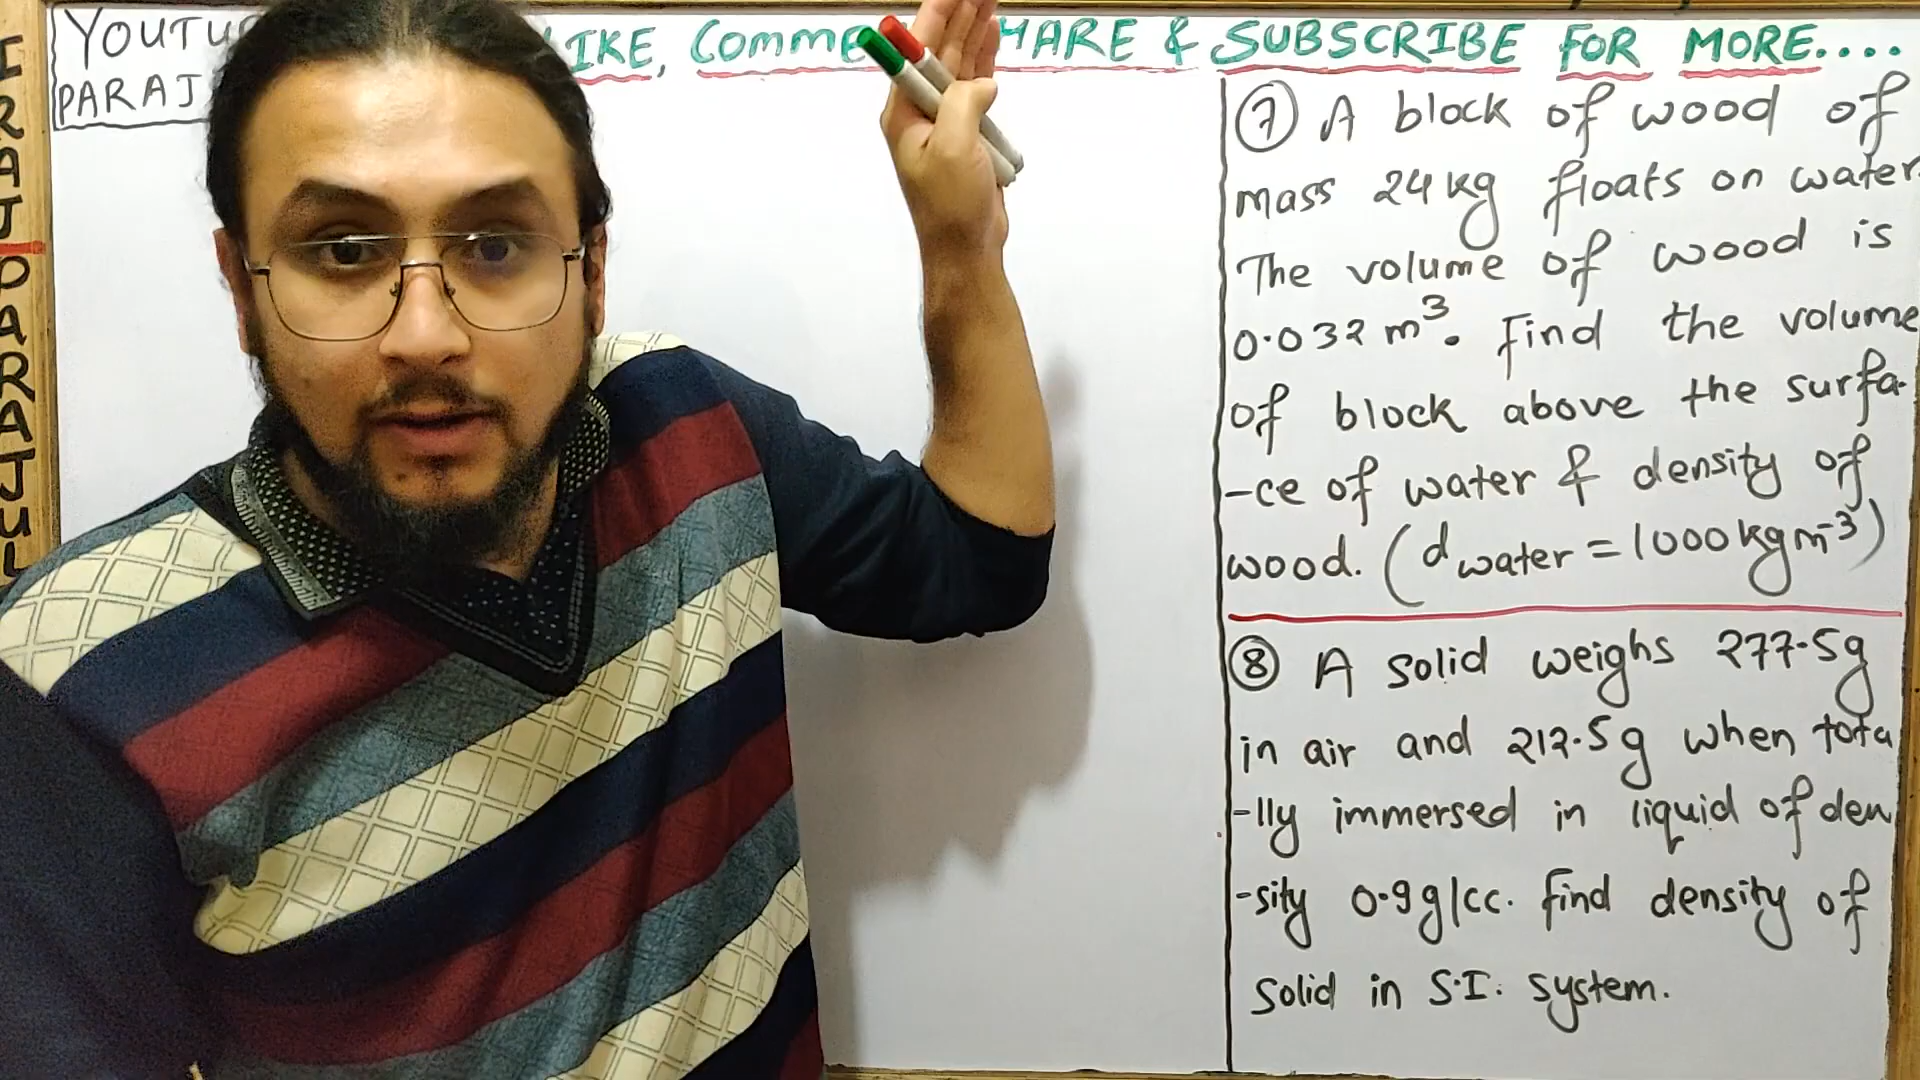 LIKE, COMME SHARE & SUBSCRIBE FOR MORE....
PARAJ
⑦ A block of wood of
mass 24 kg floats on water.
The volume of wood is
0.032 m³. Find the volume
of block above the surfa-
-ce of water & density of
wood. (d water = 1000 kg m⁻³)
⑧ A solid weighs 277.5g
in air and 212.5g when tota
-lly immersed in liquid of den
-sity 0.9g/cc. find density of
solid in S.I. system.